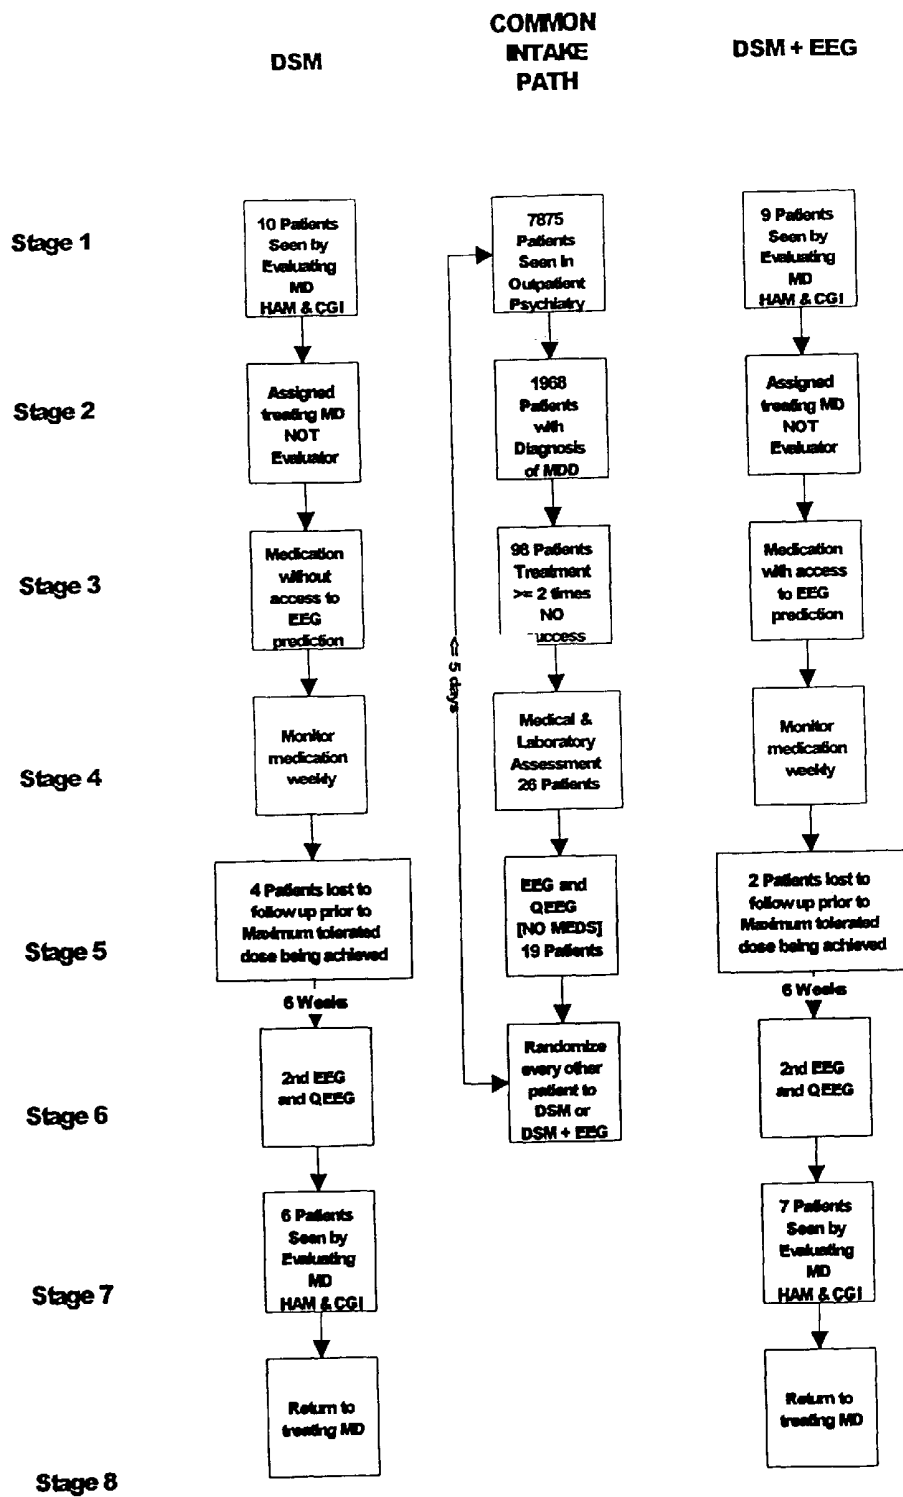 DSM
COMMON
INTAKE
PATH
DSM + EEG
Stage 1
10 Patients
Seen by
Evaluating
MD
HAM & CGI
7875
Patients
Seen in
Outpatient
Psychiatry
9 Patients
Seen by
Evaluating
MD
HAM & CGI
Stage 2
Assigned
treating MD
NOT
Evaluator
1968
Patients
with
Diagnosis
of MDD
Assigned
treating MD
NOT
Evaluator
Stage 3
Medication
without
access to
EEG
prediction
98 Patients
Treatment
>= 2 times
NO
uccess
Medication
with access
to EEG
prediction
<= 5 days
Stage 4
Monitor
medication
weekly
Medical &
Laboratory
Assessment
26 Patients
Monitor
medication
weekly
Stage 5
4 Patients lost to
follow up prior to
Maximum tolerated
dose being achieved
EEG and
QEEG
[NO MEDS]
19 Patients
2 Patients lost to
follow up prior to
Maximum tolerated
dose being achieved
6 Weeks
6 Weeks
Stage 6
2nd EEG
and QEEG
Randomize
every other
patient to
DSM or
DSM + EEG
2nd EEG
and QEEG
Stage 7
6 Patients
Seen by
Evaluating
MD
HAM & CGI
7 Patients
Seen by
Evaluating
MD
HAM & CGI
Return to
treating MD
Return to
treating MD
Stage 8